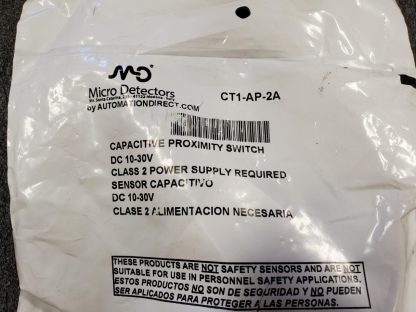 MD
Micro Detectors
CT1-AP-2A
by AUTOMATIONDIRECT.COM
CAPACITIVE PROXIMITY SWITCH
DC 10-30V
CLASS 2 POWER SUPPLY REQUIRED
SENSOR CAPACITIVO
DC 10-30V
CLASE 2 ALIMENTACION NECESARIA
THESE PRODUCTS ARE NOT SAFETY SENSORS AND ARE NOT
SUITABLE FOR USE IN PERSONNEL SAFETY APPLICATIONS.
ESTOS PRODUCTOS NO SON DE SEGURIDAD Y NO PUEDEN
SER APLICADOS PARA PROTEGER A LAS PERSONAS.